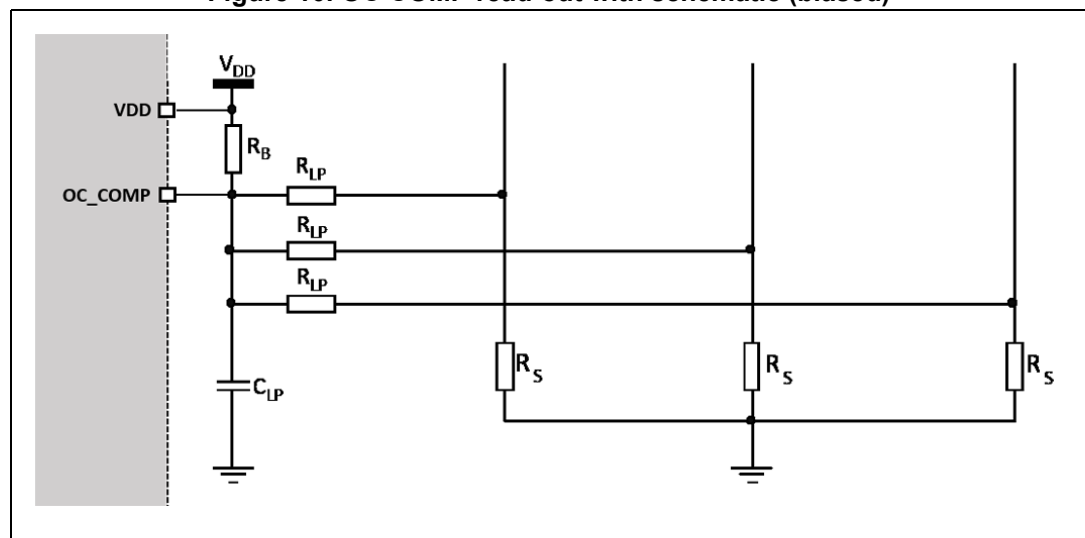 Figure 10. OC COMP read out with schematic (biased)
VDD
VDD
RB
RLP
OC_COMP
RLP
RLP
RS
RS
RS
CLP